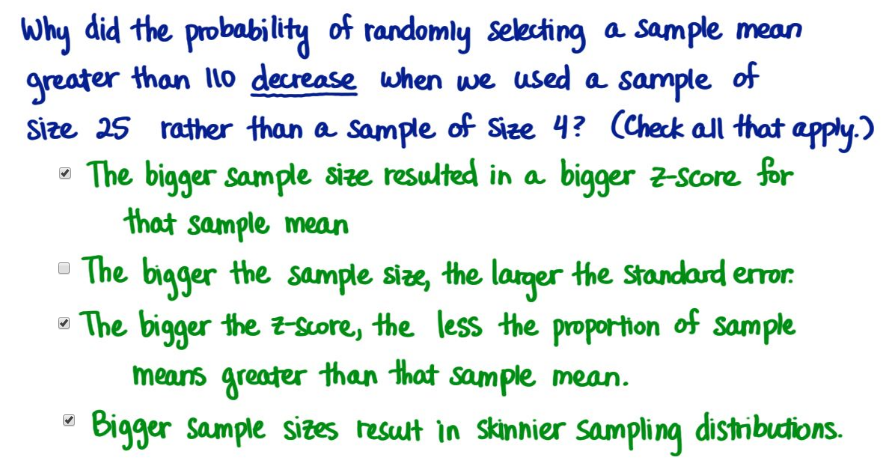 Why did the probability of randomly selecting a sample mean
greater than 110 decrease when we used a sample of
size 25 rather than a sample of size 4? (Check all that apply.)
The bigger sample size resulted in a bigger z-score for
that sample mean
The bigger the sample size, the larger the standard error.
The bigger the z-score, the less the proportion of sample
means greater than that sample mean.
Bigger sample sizes result in skinnier sampling distributions.